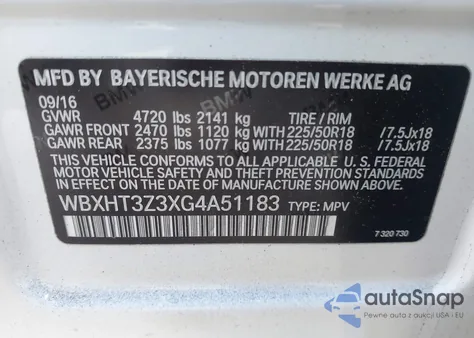 MFD BY BAYERISCHE MOTOREN WERKE AG
09/16
GVWR 4720 lbs 2141 kg TIRE / RIM
GAWR FRONT 2470 lbs 1120 kg WITH 225/50R18 /7.5Jx18
GAWR REAR 2375 lbs 1077 kg WITH 225/50R18 /7.5Jx18
THIS VEHICLE CONFORMS TO ALL APPLICABLE U. S. FEDERAL
MOTOR VEHICLE SAFETY, BUMPER, AND THEFT PREVENTION
STANDARDS IN EFFECT ON THE DATE OF MANUFACTURE SHOWN ABOVE.
WBXHT3Z3XG4A51183 TYPE: MPV
7 320 730
autoSnap
Pewne auta z aukcji USA - EU